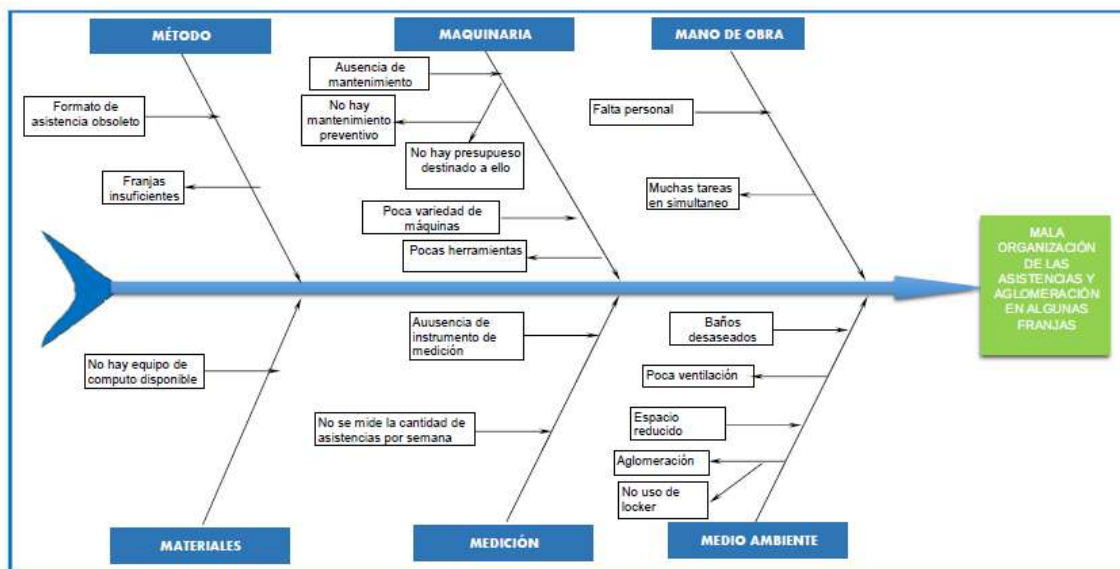 MÉTODO
MAQUINARIA
MANO DE OBRA
Formato de
asistencia obsoleto
Franjas
insuficientes
Ausencia de
mantenimiento
No hay
mantenimiento
preventivo
No hay presupueso
destinado a ello
Poca variedad de
máquinas
Pocas herramientas
Falta personal
Muchas tareas
en simultaneo
MALA
ORGANIZACIÓN
DE LAS
ASISTENCIAS Y
AGLOMERACIÓN
EN ALGUNAS
FRANJAS
No hay equipo de
computo disponible
Auusencia de
instrumento de
medición
No se mide la cantidad de
asistencias por semana
Baños
desaseados
Poca ventilación
Espacio
reducido
Aglomeración
No uso de
locker
MATERIALES
MEDICIÓN
MEDIO AMBIENTE